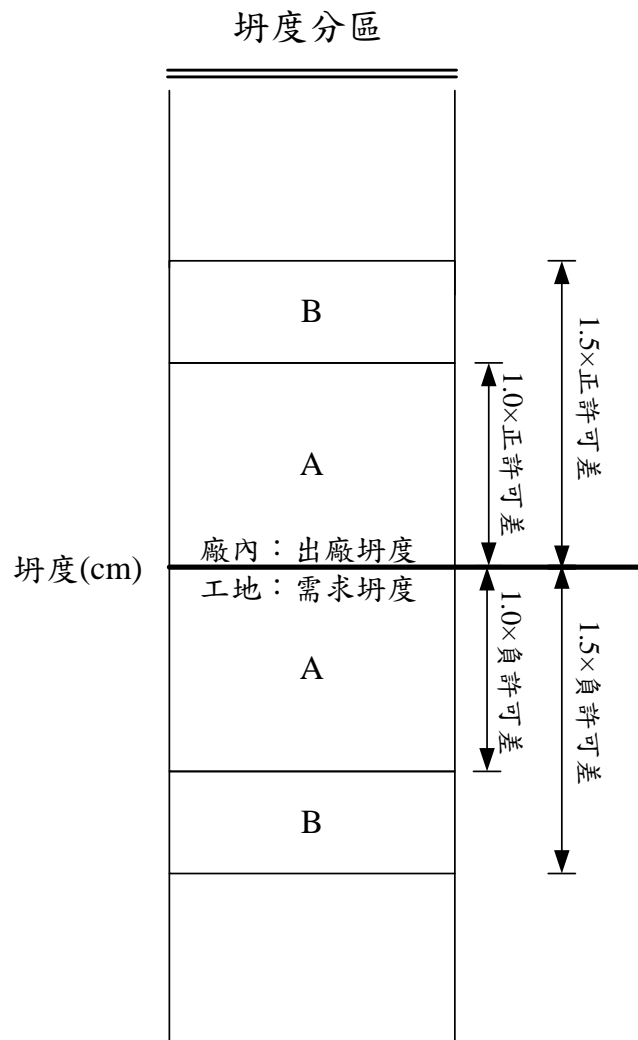 坍度分區
B
1.5×正許可差
1.0×正許可差
A
廠內：出廠坍度
坍度(cm)
工地：需求坍度
A
1.0×負許可差
1.5×負許可差
B